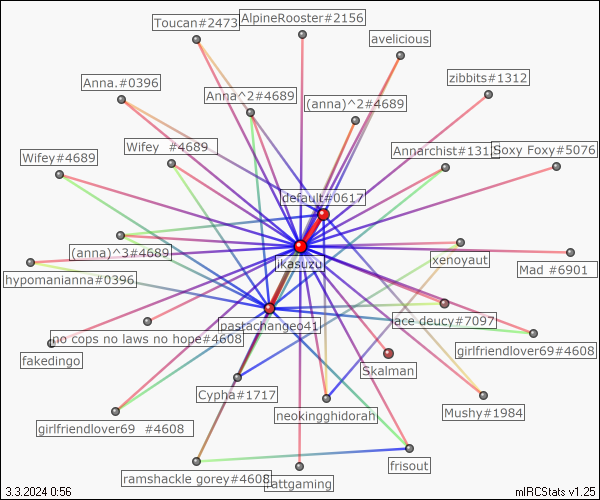 AlpineRooster#2156
Toucan#2473
avelicious
zibbits#1312
Anna.#0396
Anna^2#4689
(anna)^2#4689
Wifey  #4689
Annarchist#131
Soxy Foxy#5076
Wifey#4689
default#0617
(anna)^3#4689
xenoyaut
ikasuzu
Mad #6901
hypomanianna#0396
ace deucy#7097
pastachangeo41
no cops no laws no hope#4608
girlfriendlover69#4608
fakedingo
Skalman
Cypha#1717
neokingghidorah
Mushy#1984
girlfriendlover69  #4608
frisout
ramshackle gorey#4608
attgaming
3.3.2024 0:56
mIRCStats v1.25